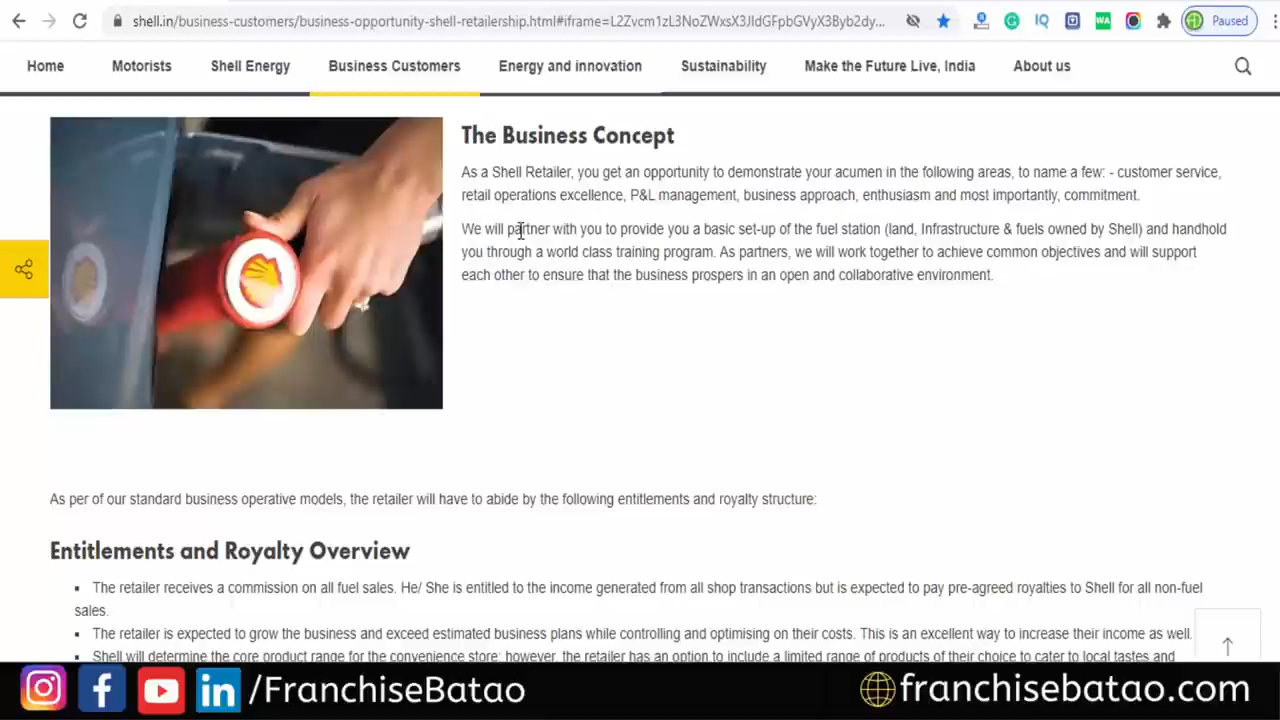 shell.in/business-customers/business-opportunity-shell-retailership.html#iframe=L2Zvcm1zL3NoZWxsX3JldGFpbGVyX3Byb2dy...
Paused
Home
Motorists
Shell Energy
Business Customers
Energy and innovation
Sustainability
Make the Future Live, India
About us
The Business Concept
As a Shell Retailer, you get an opportunity to demonstrate your acumen in the following areas, to name a few: - customer service,
retail operations excellence, P&L management, business approach, enthusiasm and most importantly, commitment.
We will partner with you to provide you a basic set-up of the fuel station (land, Infrastructure & fuels owned by Shell) and handhold
you through a world class training program. As partners, we will work together to achieve common objectives and will support
each other to ensure that the business prospers in an open and collaborative environment.
As per of our standard business operative models, the retailer will have to abide by the following entitlements and royalty structure:
Entitlements and Royalty Overview
▪ The retailer receives a commission on all fuel sales. He/ She is entitled to the income generated from all shop transactions but is expected to pay pre-agreed royalties to Shell for all non-fuel
sales.
▪ The retailer is expected to grow the business and exceed estimated business plans while controlling and optimising on their costs. This is an excellent way to increase their income as well.
▪ Shell will determine the core product range for the convenience store; however, the retailer has an option to include a limited range of products of their choice to cater to local tastes and
/FranchiseBatao
franchisebatao.com